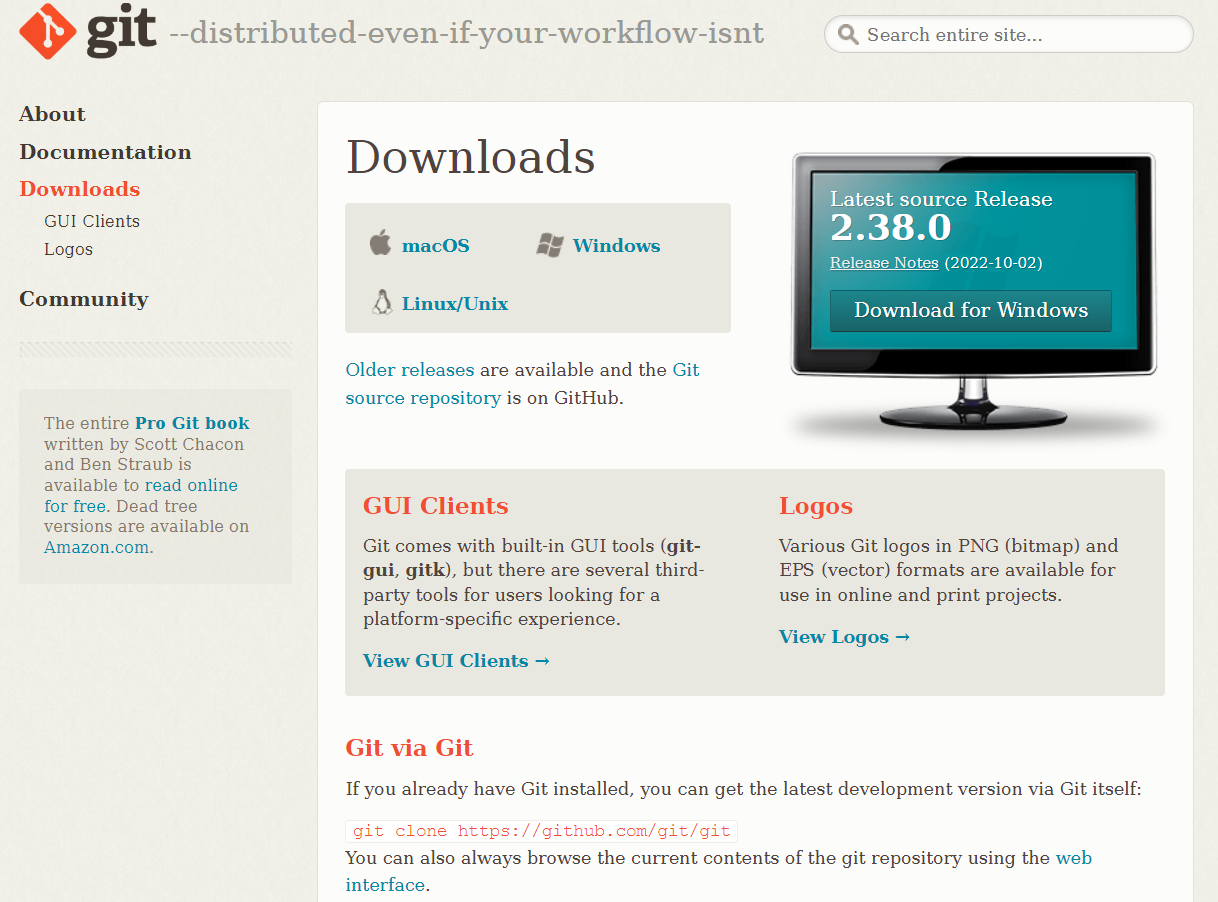 git --distributed-even-if-your-workflow-isnt
Search entire site...
About
Documentation
Downloads
GUI Clients
Logos
Community
The entire Pro Git book
written by Scott Chacon
and Ben Straub is
available to read online
for free. Dead tree
versions are available on
Amazon.com.
Downloads
macOS
Windows
Linux/Unix
Older releases are available and the Git
source repository is on GitHub.
Latest source Release
2.38.0
Release Notes (2022-10-02)
Download for Windows
GUI Clients
Git comes with built-in GUI tools (git-
gui, gitk), but there are several third-
party tools for users looking for a
platform-specific experience.
View GUI Clients →
Logos
Various Git logos in PNG (bitmap) and
EPS (vector) formats are available for
use in online and print projects.
View Logos →
Git via Git
If you already have Git installed, you can get the latest development version via Git itself:
git clone https://github.com/git/git
You can also always browse the current contents of the git repository using the web
interface.